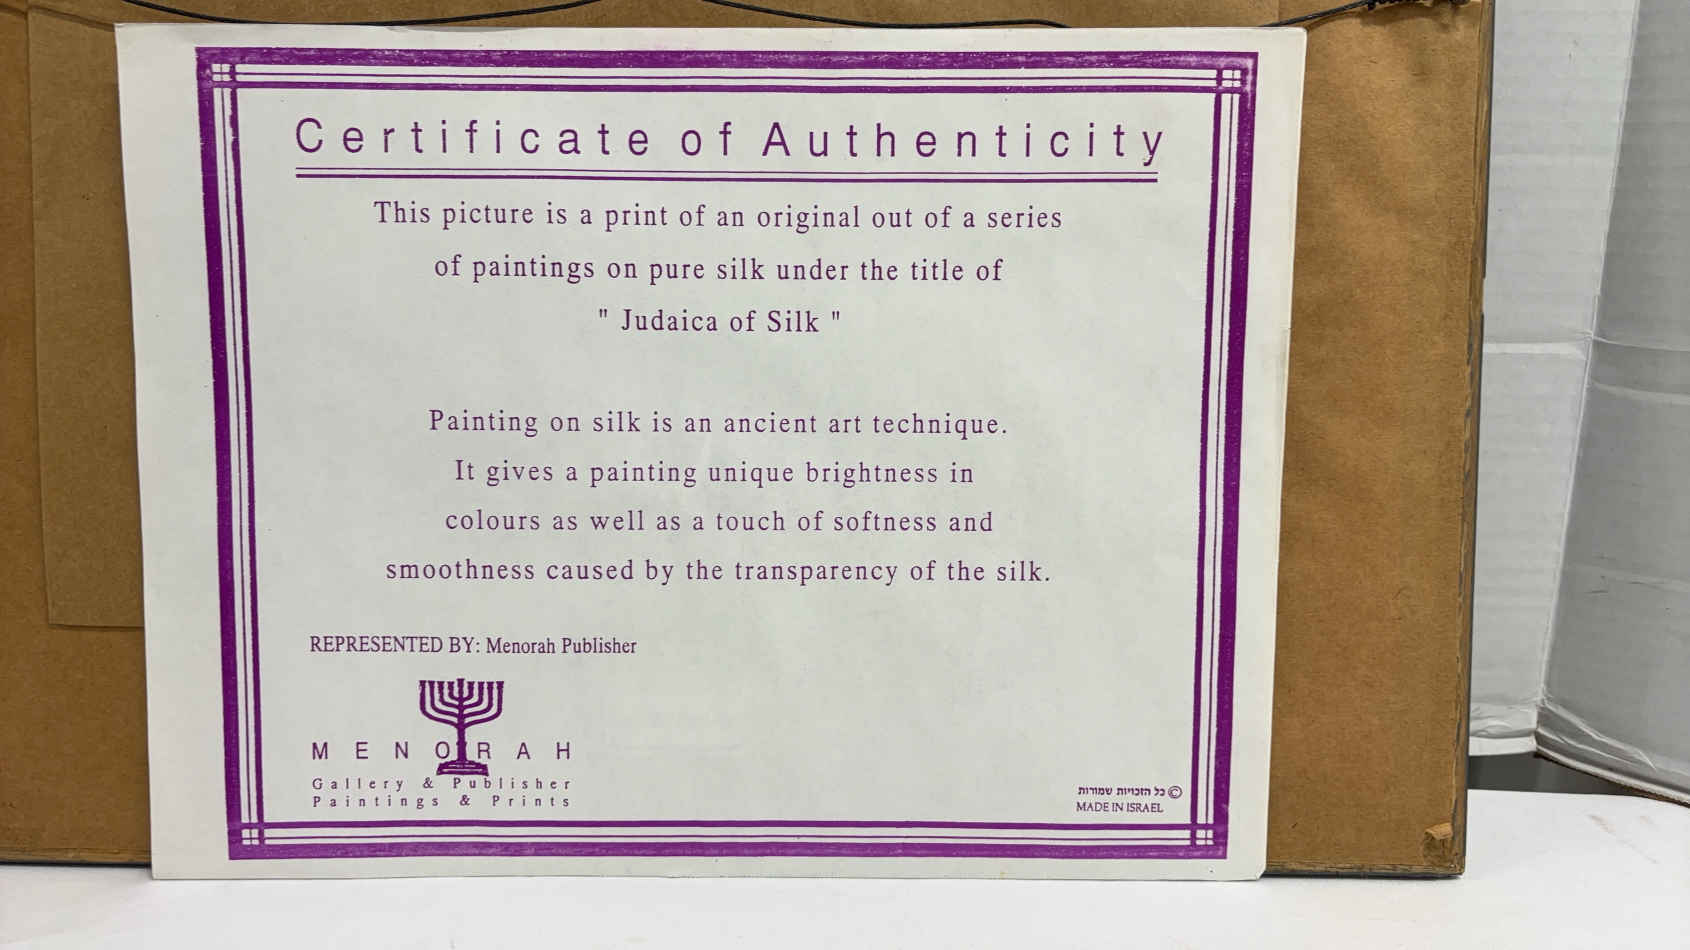 Certificate of Authenticity
This picture is a print of an original out of a series
of paintings on pure silk under the title of
" Judaica of Silk "
Painting on silk is an ancient art technique.
It gives a painting unique brightness in
colours as well as a touch of softness and
smoothness caused by the transparency of the silk.
REPRESENTED BY: Menorah Publisher
MENORAH
Gallery & Publisher
Paintings & Prints
© כל הזכויות שמורות
MADE IN ISRAEL